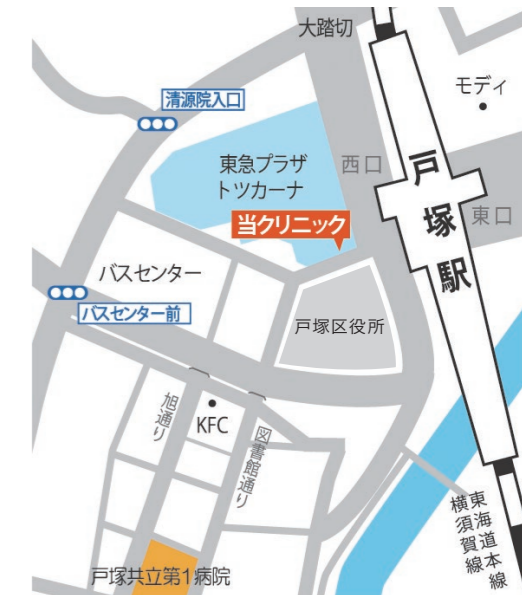 大踏切
モディ
清源院入口
東急プラザ
トツカーナ
西口
戸塚駅
東口
当クリニック
バスセンター
バスセンター前
戸塚区役所
旭通り
KFC
図書館通り
東海道本線
横須賀線
戸塚共立第1病院